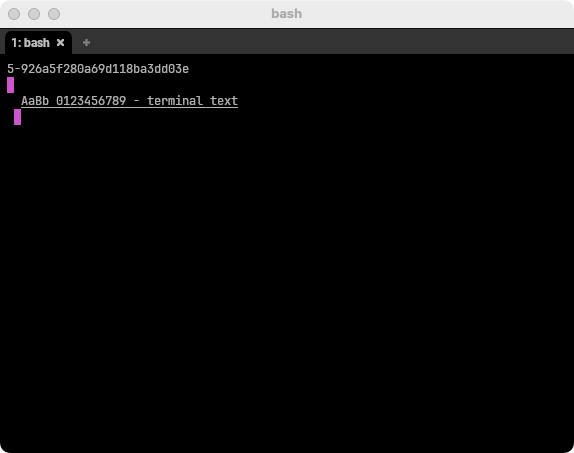 bash
1: bash × +
5-926a5f280a69d118ba3dd03e
AaBb 0123456789 - terminal text